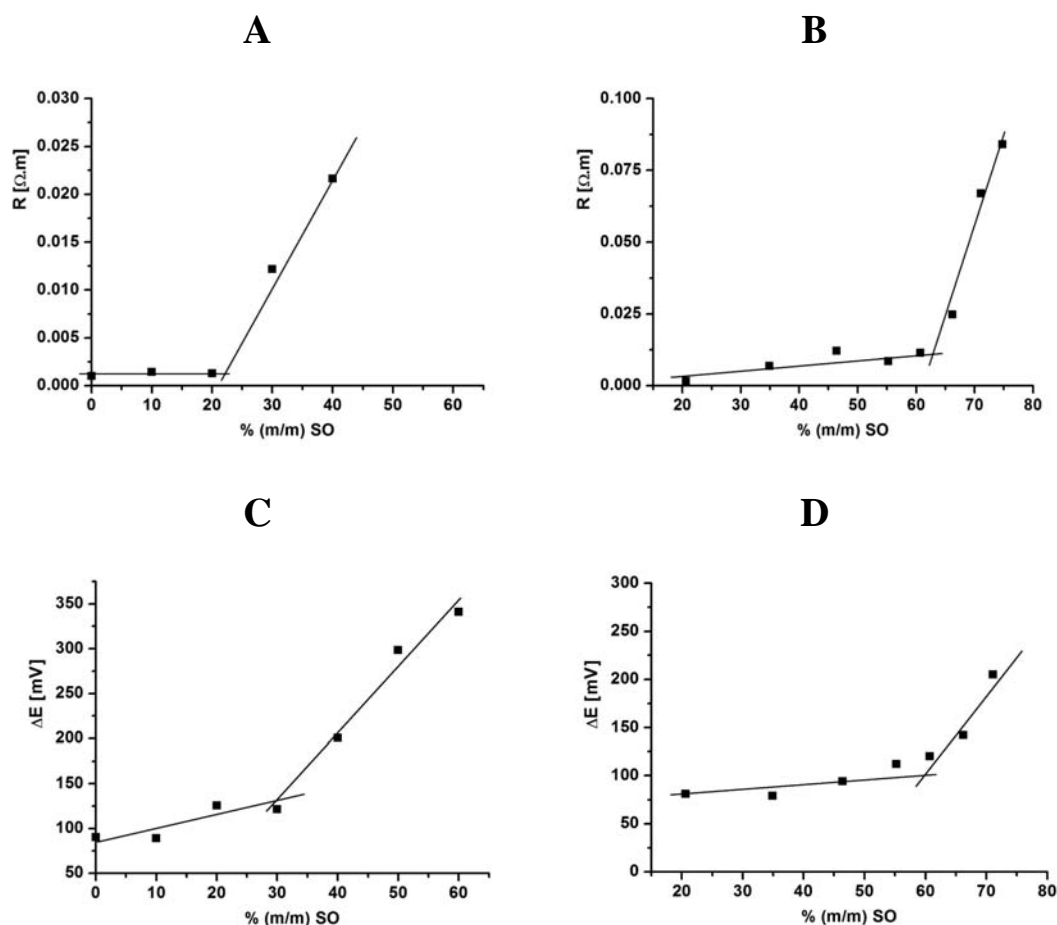 A
0.030
0.025
0.020
0.015
0.010
0.005
0.000
R [Ω.m]
0 10 20 30 40 50 60
% (m/m) SO
B
0.100
0.075
0.050
0.025
0.000
R [Ω.m]
20 30 40 50 60 70 80
% (m/m) SO
C
350
300
250
200
150
100
50
ΔE [mV]
0 10 20 30 40 50 60
% (m/m) SO
D
300
250
200
150
100
50
0
ΔE [mV]
20 30 40 50 60 70 80
% (m/m) SO